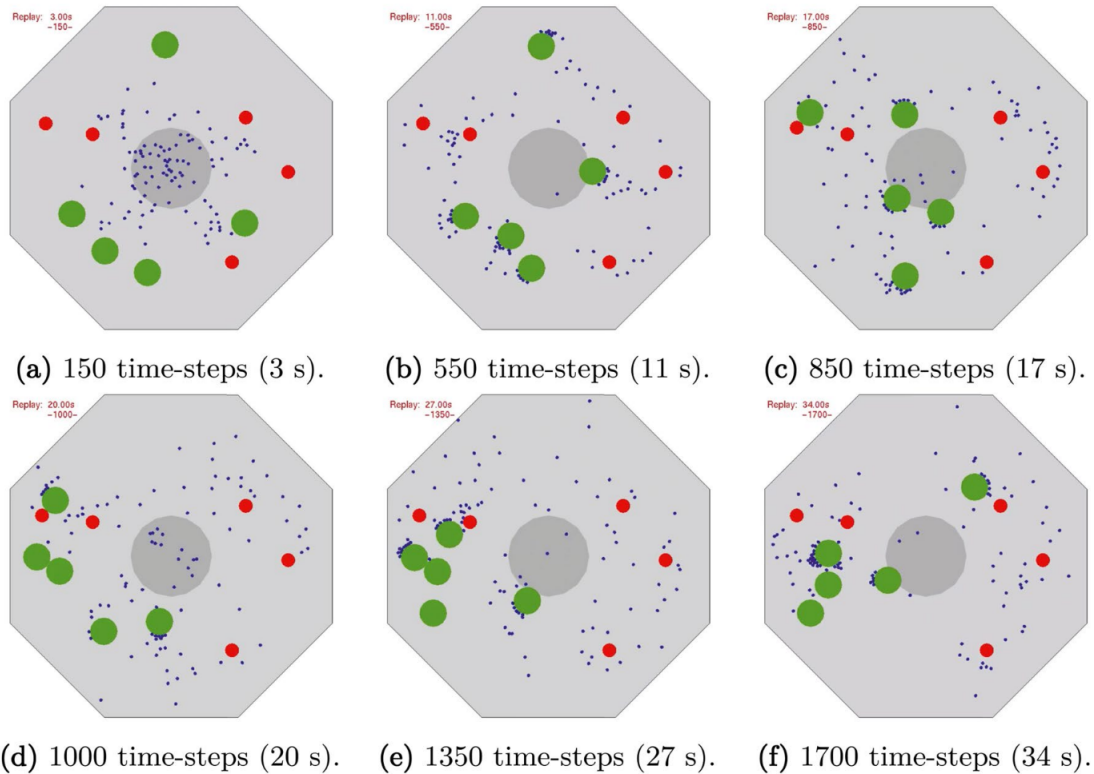 Replay: 3.00s
-150-
Replay: 11.00s
-550-
Replay: 17.00s
-850-
(a) 150 time-steps (3 s).
(b) 550 time-steps (11 s).
(c) 850 time-steps (17 s).
Replay: 20.00s
-1000-
Replay: 27.00s
-1350-
Replay: 34.00s
-1700-
(d) 1000 time-steps (20 s).
(e) 1350 time-steps (27 s).
(f) 1700 time-steps (34 s).